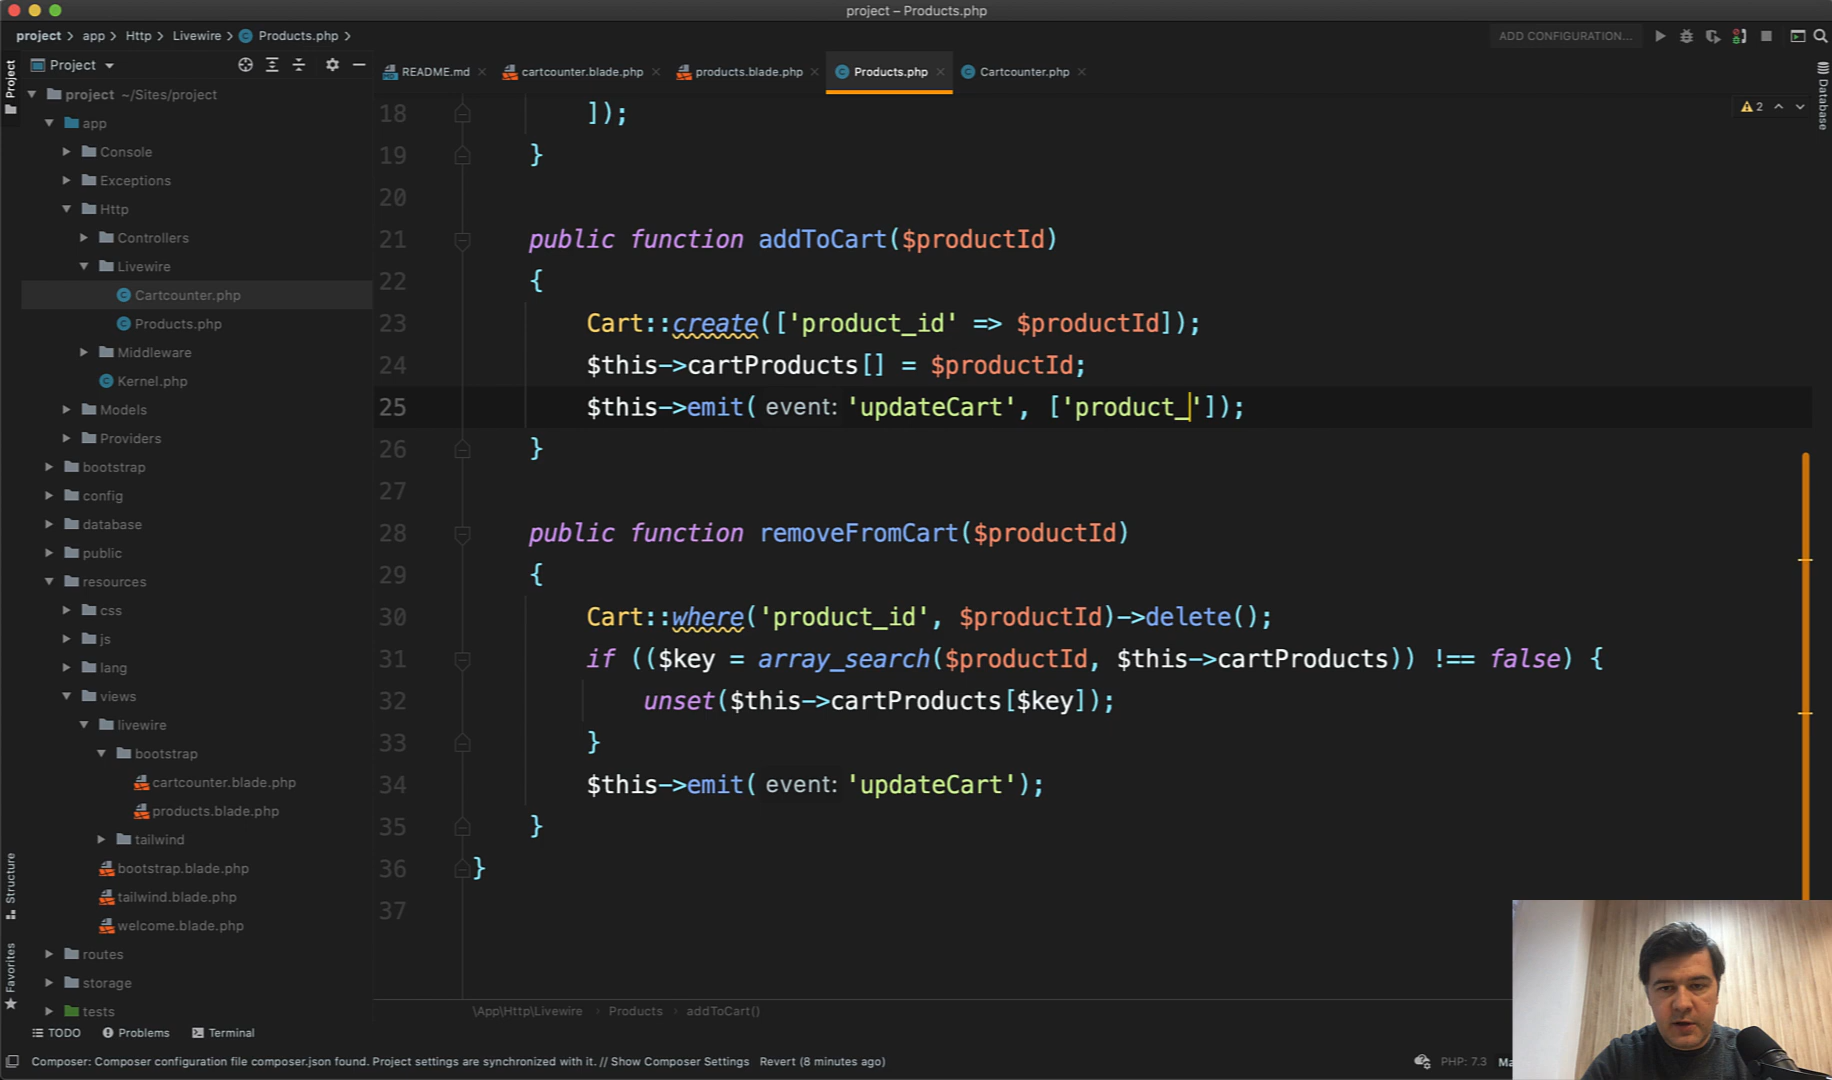 project – Products.php
project > app > Http > Livewire > Products.php >
ADD CONFIGURATION...
Project
README.md
cartcounter.blade.php
products.blade.php
Products.php
Cartcounter.php
Project
Structure
Favorites
Database
project ~/Sites/project
app
Console
Exceptions
Http
Controllers
Livewire
Cartcounter.php
Products.php
Middleware
Kernel.php
Models
Providers
bootstrap
config
database
public
resources
css
js
lang
views
livewire
bootstrap
cartcounter.blade.php
products.blade.php
tailwind
bootstrap.blade.php
tailwind.blade.php
welcome.blade.php
routes
storage
tests
2
18 ]);
19 }
20
21 public function addToCart($productId)
22 {
23 Cart::create(['product_id' => $productId]);
24 $this->cartProducts[] = $productId;
25 $this->emit( event: 'updateCart', ['product_']);
26 }
27
28 public function removeFromCart($productId)
29 {
30 Cart::where('product_id', $productId)->delete();
31 if (($key = array_search($productId, $this->cartProducts)) !== false) {
32 unset($this->cartProducts[$key]);
33 }
34 $this->emit( event: 'updateCart');
35 }
36 }
37
\App\Http\Livewire > Products > addToCart()
TODO Problems Terminal
Composer: Composer configuration file composer.json found. Project settings are synchronized with it. // Show Composer Settings Revert (8 minutes ago)
PHP: 7.3